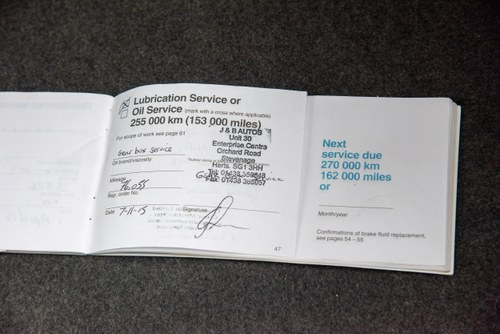 Lubrication Service or
Oil Service (mark with a cross where applicable)
255 000 km (153 000 miles)
For scope of work see page 61
J & B AUTOS
Unit 30
Enterprise Centre
Orchard Road
Stevenage
Herts. SG1 3HH
Gear box service
Oil brand/viscosity
Mileage
76,055
Repair order No.
Date 7-11-15
Signature
47
Next
service due
270 000 km
162 000 miles
or
Month/year
Confirmations of brake fluid replacement,
see pages 54 – 55